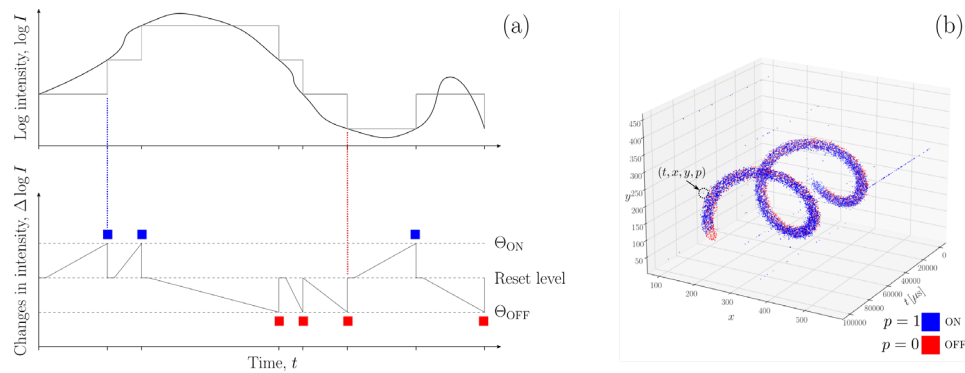 (a)
Log intensity, log I
Changes in intensity, Δ log I
Θ_ON
Reset level
Θ_OFF
Time, t
(b)
450
400
350
300
250
200
150
100
50
y
(t, x, y, p)
100
200
300
400
500
x
0
20000
40000
60000
80000
100000
t [μs]
p = 1 ON
p = 0 OFF